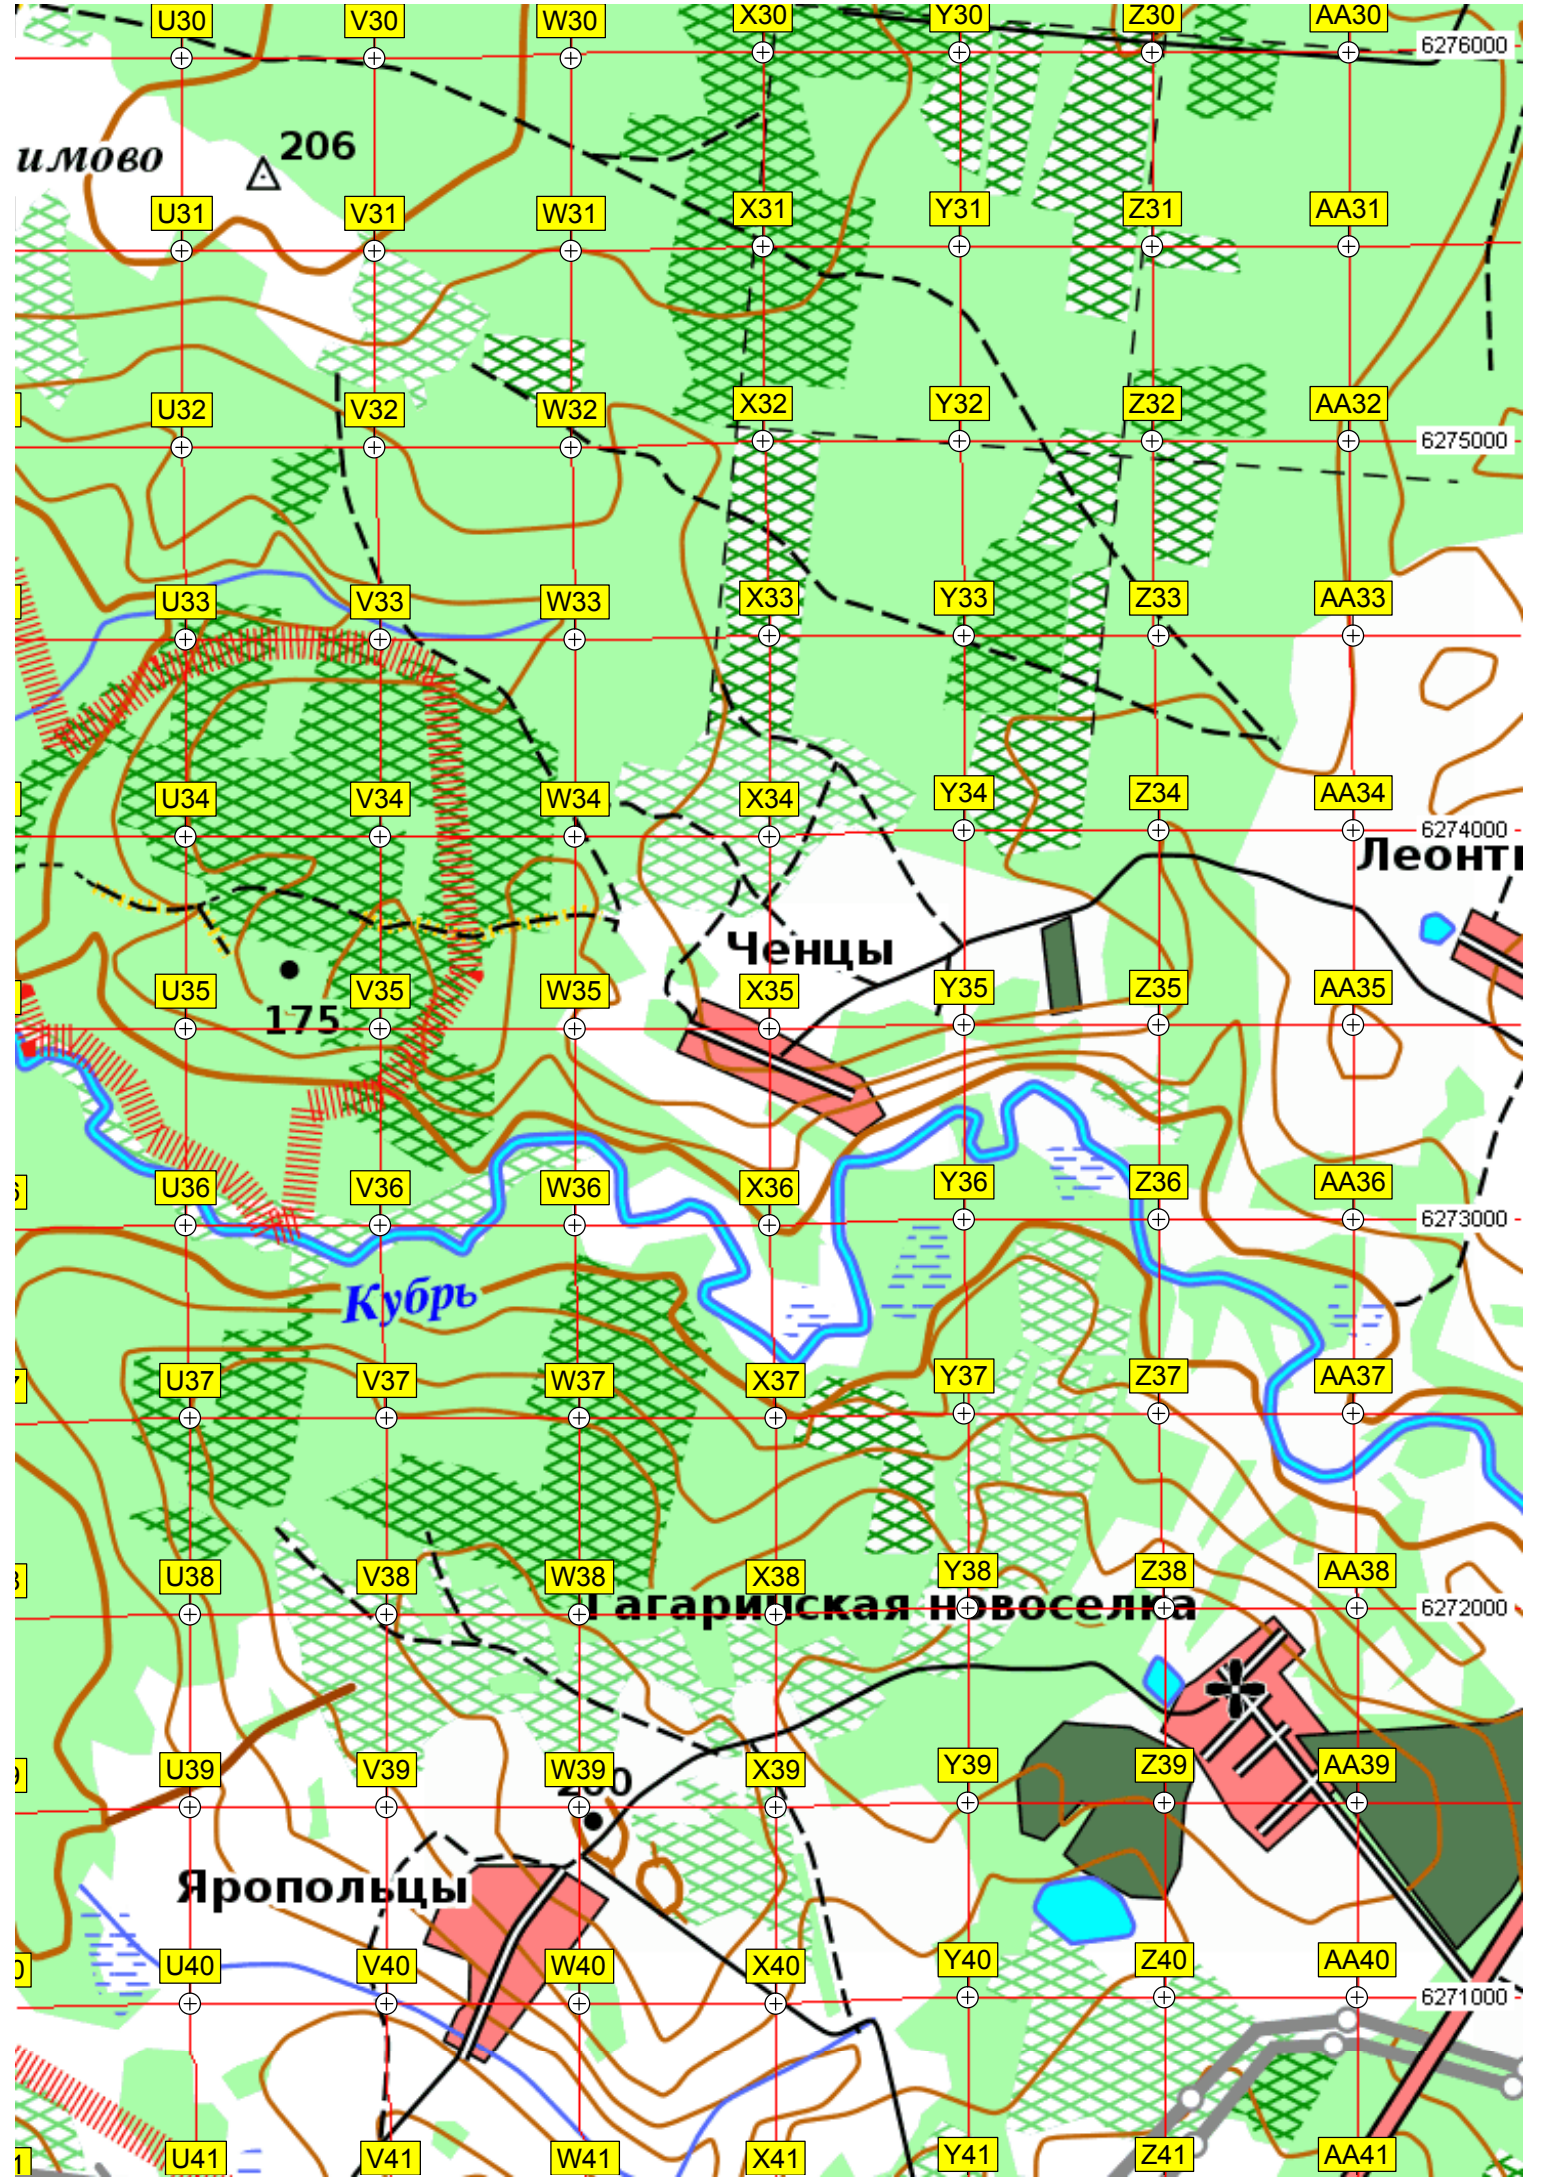 U30 V30 W30 X30 Y30 Z30 AA30
6276000
206
имово
U31 V31 W31 X31 Y31 Z31 AA31
U32 V32 W32 X32 Y32 Z32 AA32
6275000
U33 V33 W33 X33 Y33 Z33 AA33
U34 V34 W34 X34 Y34 Z34 AA34
6274000
Леонт
Ченцы
U35 V35 W35 X35 Y35 Z35 AA35
175
U36 V36 W36 X36 Y36 Z36 AA36
6273000
Кубрь
U37 V37 W37 X37 Y37 Z37 AA37
U38 V38 W38 X38 Y38 Z38 AA38
Гагаринская новоселка
6272000
U39 V39 W39 X39 Y39 Z39 AA39
200
Яропольцы
U40 V40 W40 X40 Y40 Z40 AA40
6271000
U41 V41 W41 X41 Y41 Z41 AA41